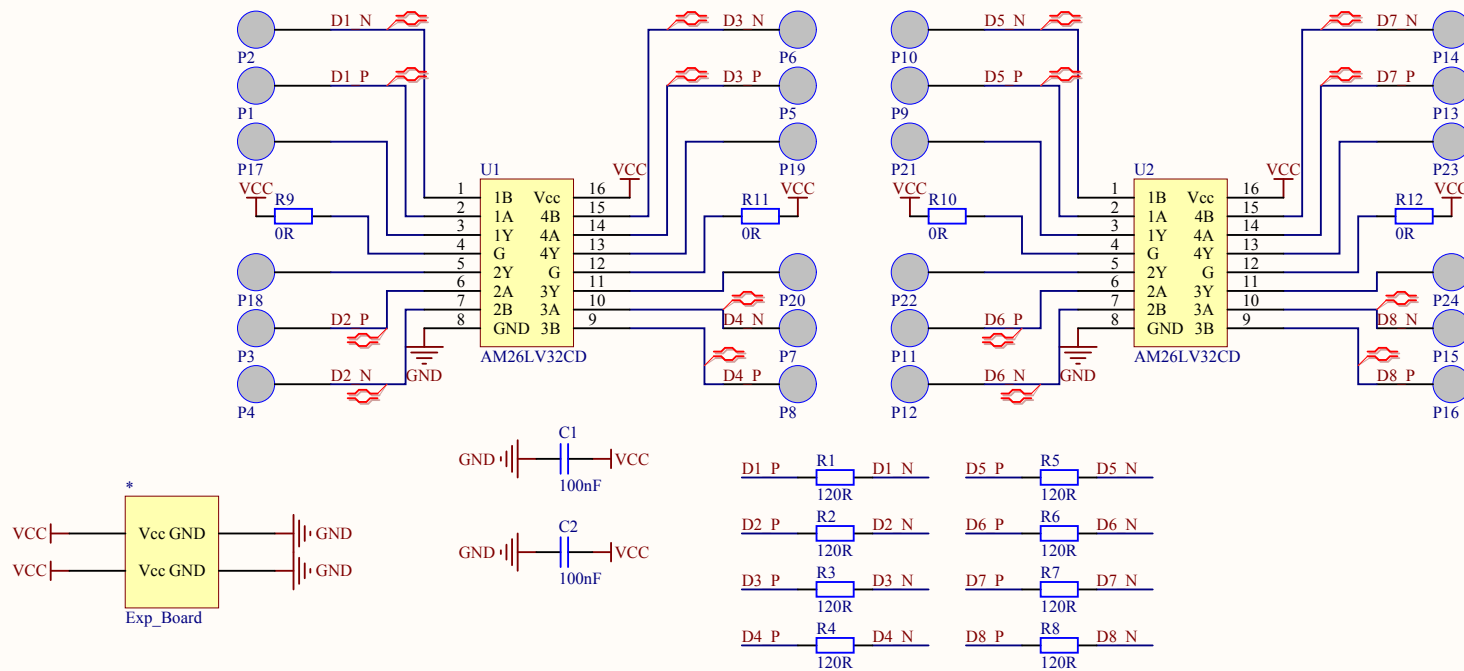 D1_N D3_N D5_N D7_N
P2 P6 P10 P14
D1_P D3_P D5_P D7_P
P1 P5 P9 P13
P17 P19 P21 P23
U1 VCC U2 VCC
VCC R9 1 1B Vcc 16 R11 VCC VCC R10 1 1B Vcc 16 R12 VCC
2 1A 4B 15 2 1A 4B 15
0R 3 1Y 4A 14 0R 0R 3 1Y 4A 14 0R
4 G 4Y 13 4 G 4Y 13
5 2Y G 12 5 2Y G 12
6 2A 3Y 11 6 2A 3Y 11
P18 7 2B 3A 10 P20 P22 7 2B 3A 10 P24
D2_P 8 GND 3B 9 D4_N D6_P 8 GND 3B 9 D8_N
P3 AM26LV32CD P7 P11 AM26LV32CD P15
D2_N GND D4_P D6_N GND D8_P
P4 P8 P12 P16
C1
GND VCC
100nF
C2
GND VCC
100nF
*
VCC Vcc GND GND
VCC Vcc GND GND
Exp_Board
D1_P R1 D1_N D5_P R5 D5_N
120R 120R
D2_P R2 D2_N D6_P R6 D6_N
120R 120R
D3_P R3 D3_N D7_P R7 D7_N
120R 120R
D4_P R4 D4_N D8_P R8 D8_N
120R 120R